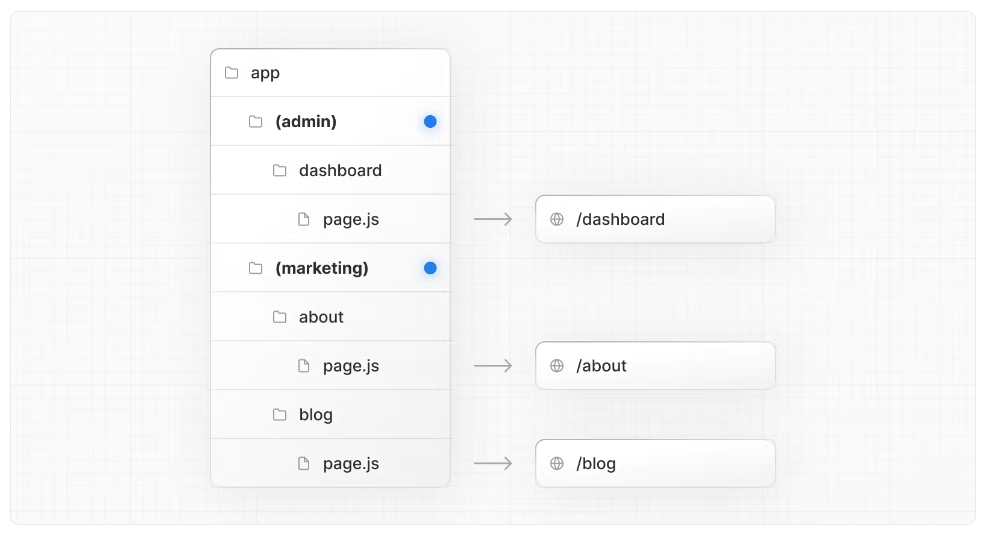 app
(admin)
dashboard
page.js
/dashboard
(marketing)
about
page.js
/about
blog
page.js
/blog